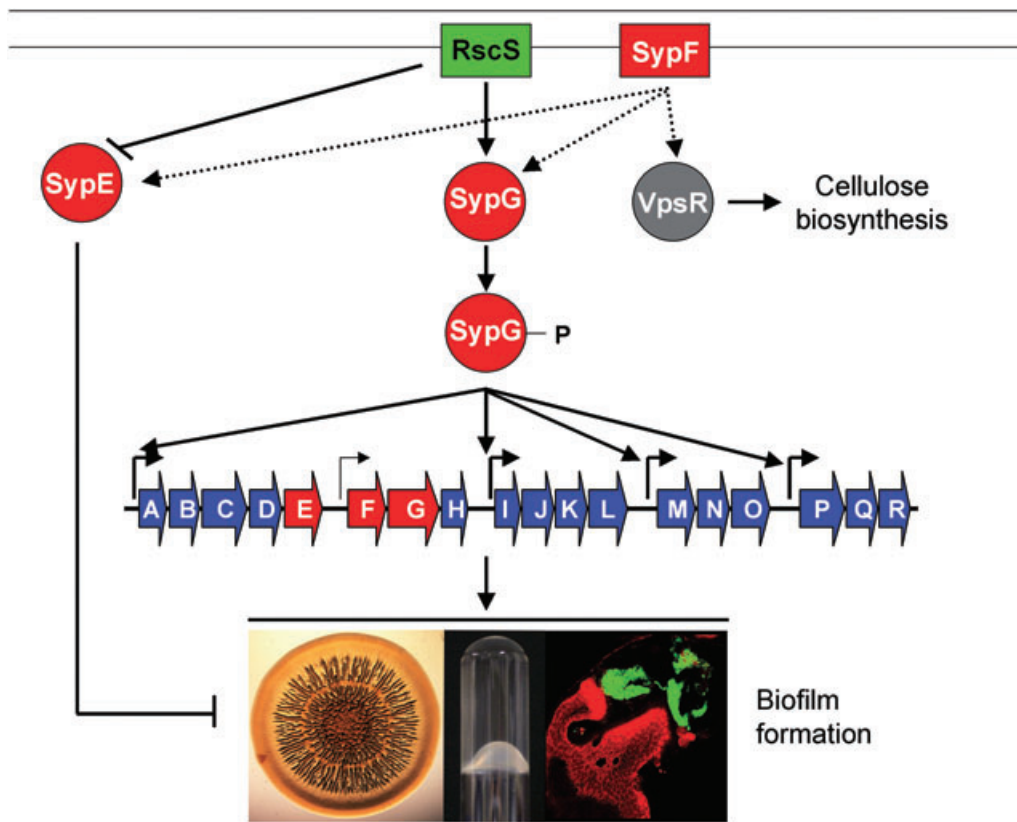 RscS
SypF
SypE
SypG
VpsR
Cellulose
biosynthesis
SypG
P
A B C D E F G H I J K L M N O P Q R
Biofilm
formation